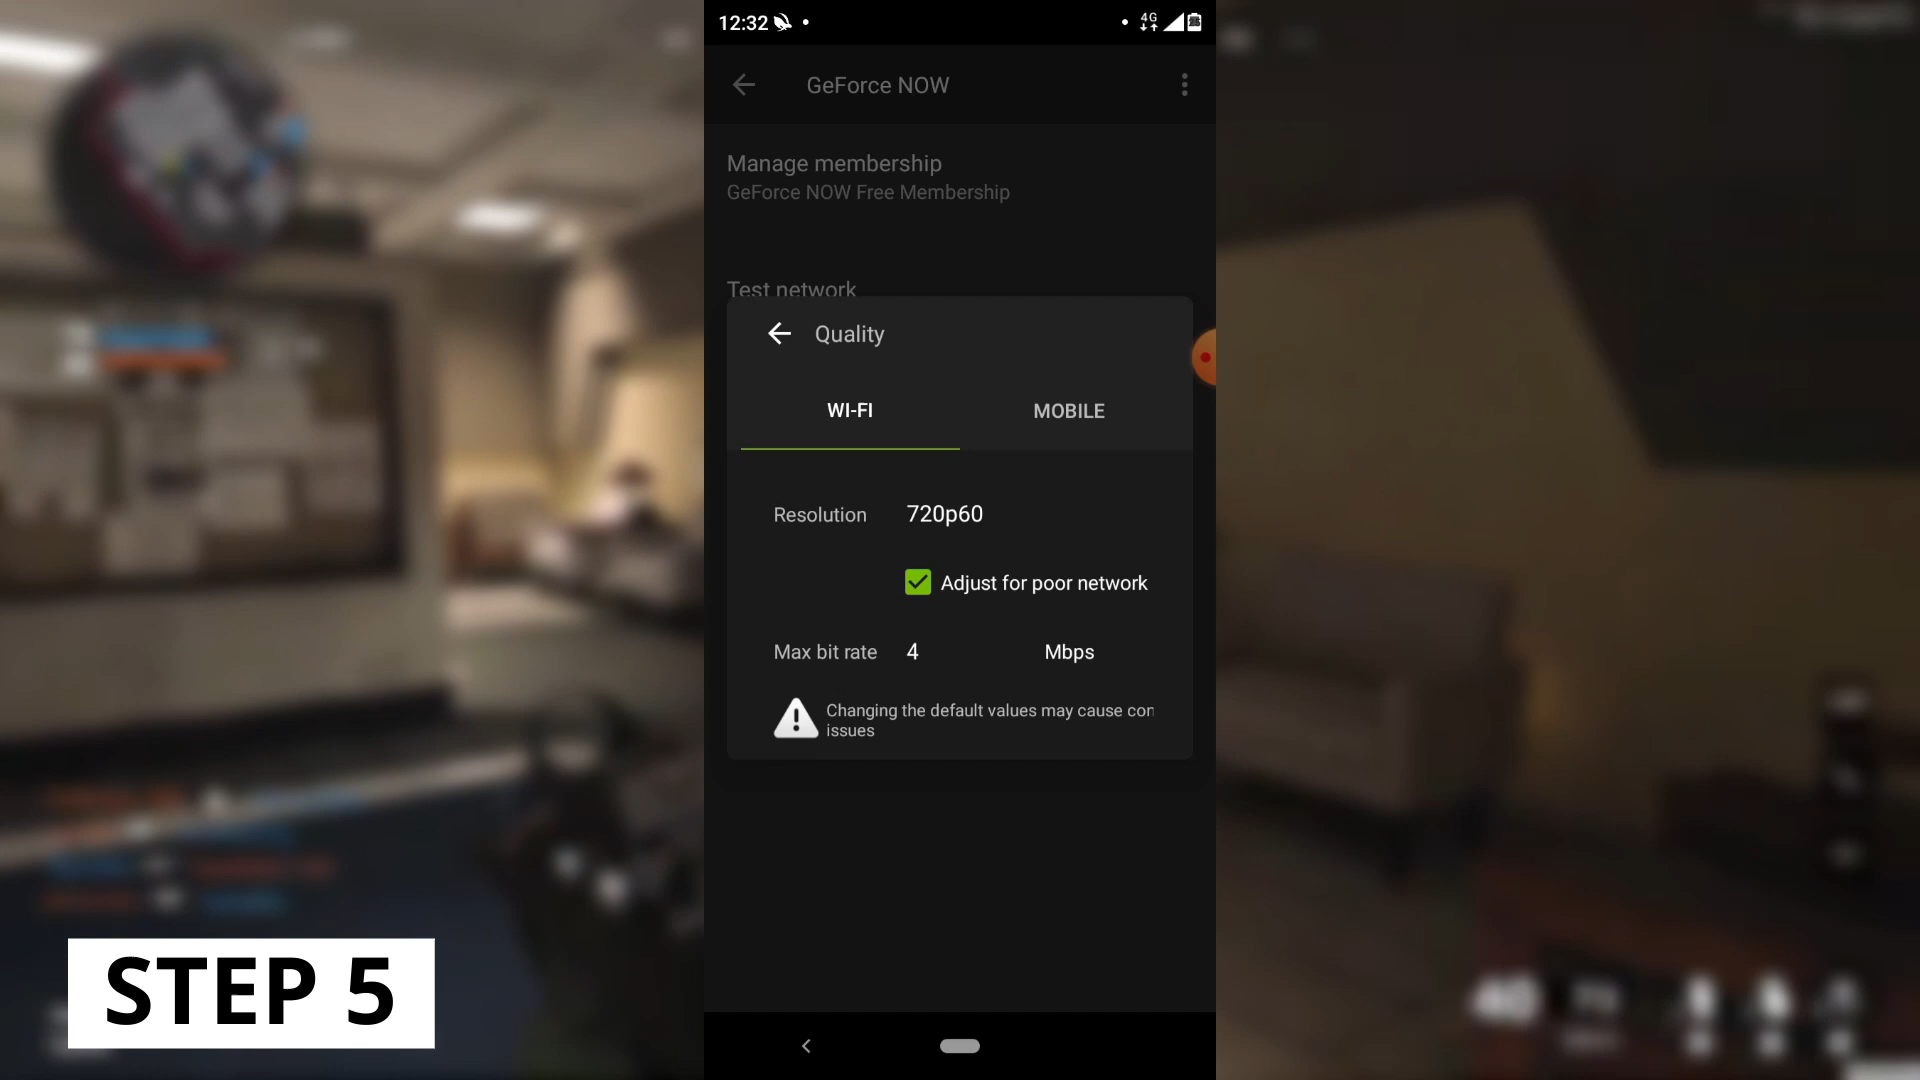 12:32
4G
GeForce NOW
Manage membership
GeForce NOW Free Membership
Test network
Quality
WI-FI
MOBILE
Resolution
720p60
Adjust for poor network
Max bit rate
4
Mbps
Changing the default values may cause con
issues
STEP 5